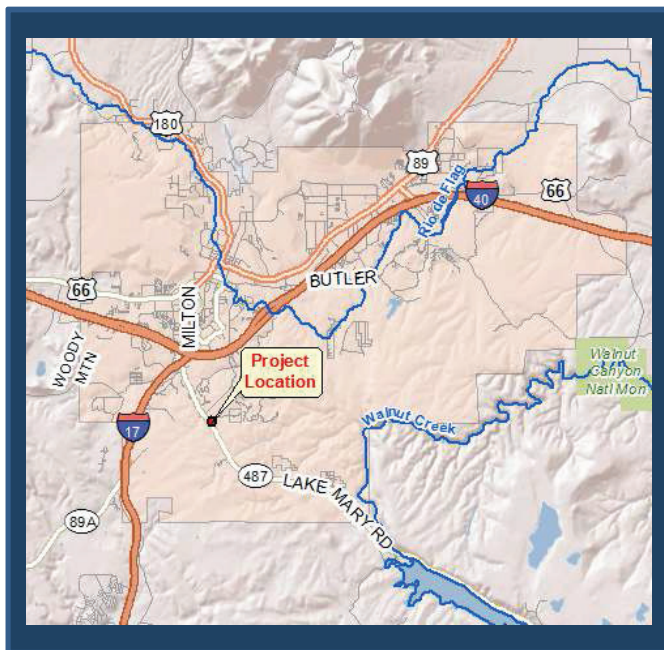 180
89
Rio de Flag
40
66
66
MILTON
BUTLER
WOODY
MTN
Project
Location
Walnut
Canyon
Natl Mon
17
Walnut Creek
487
LAKE MARY RD
89A